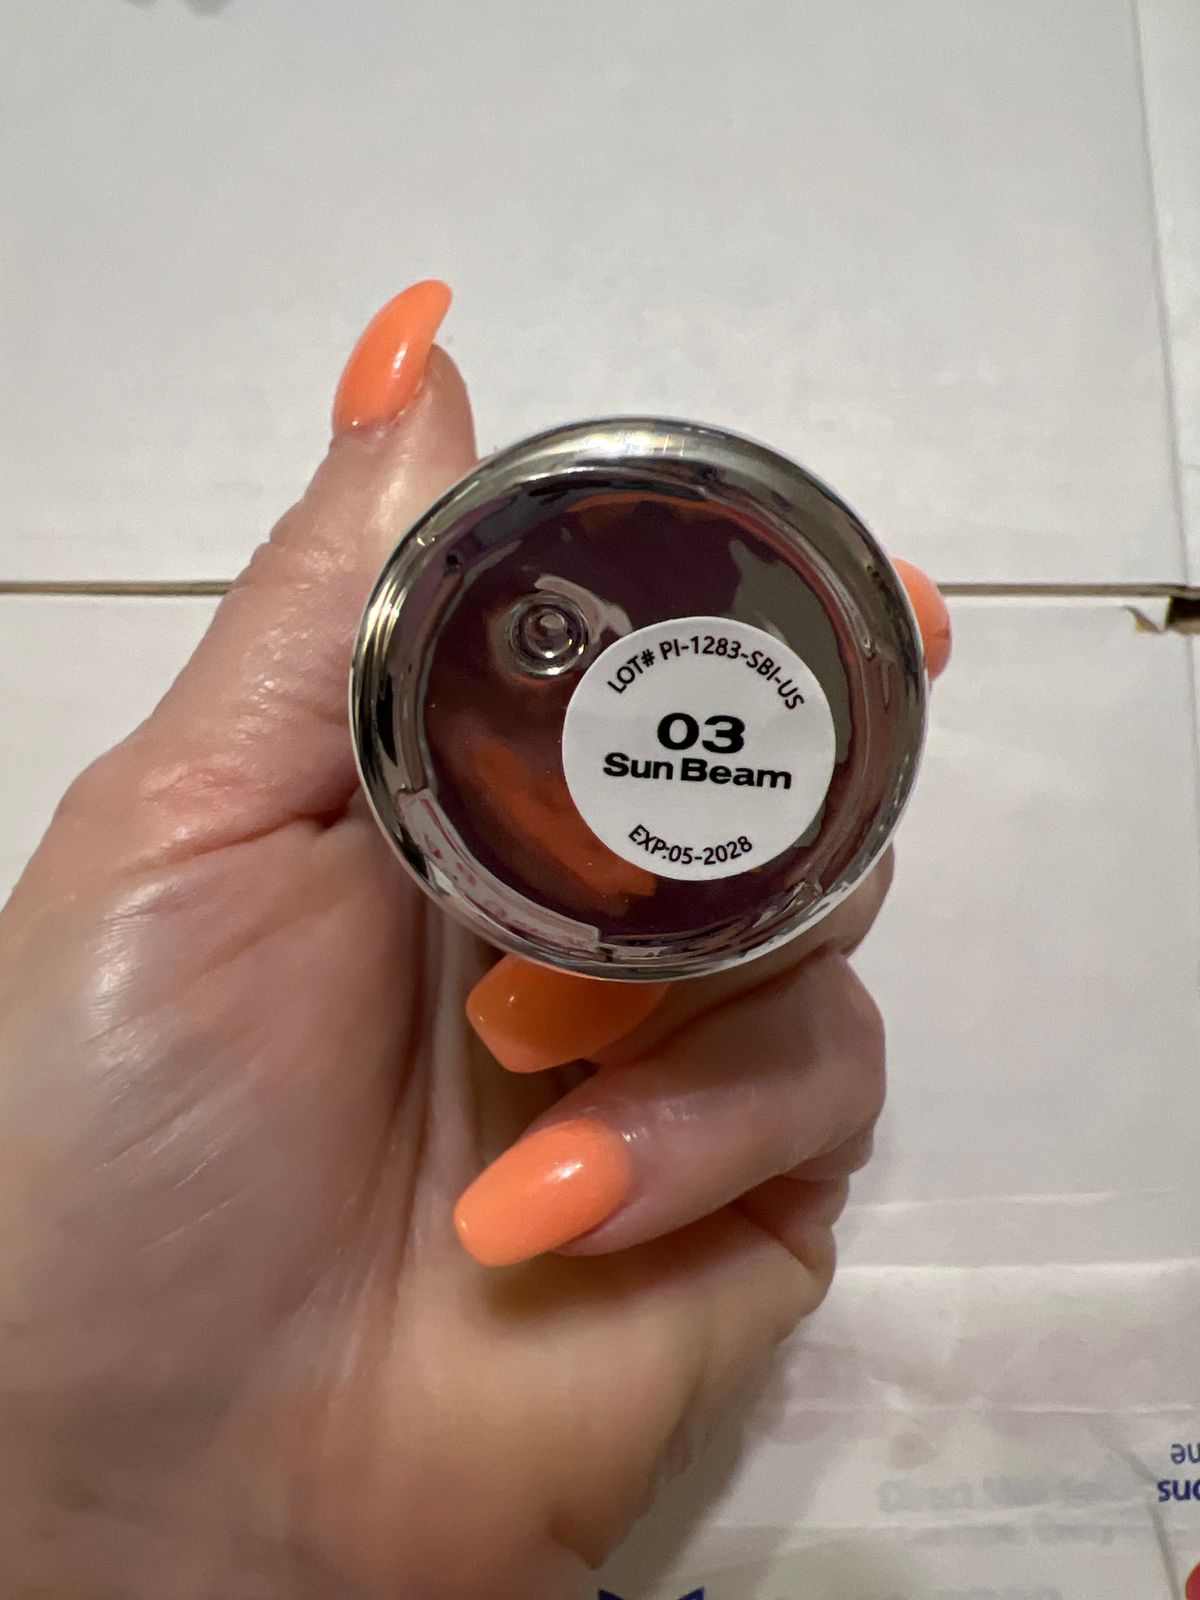 LOT# PI-1283-SBI-US
03
Sun Beam
EXP:05-2028